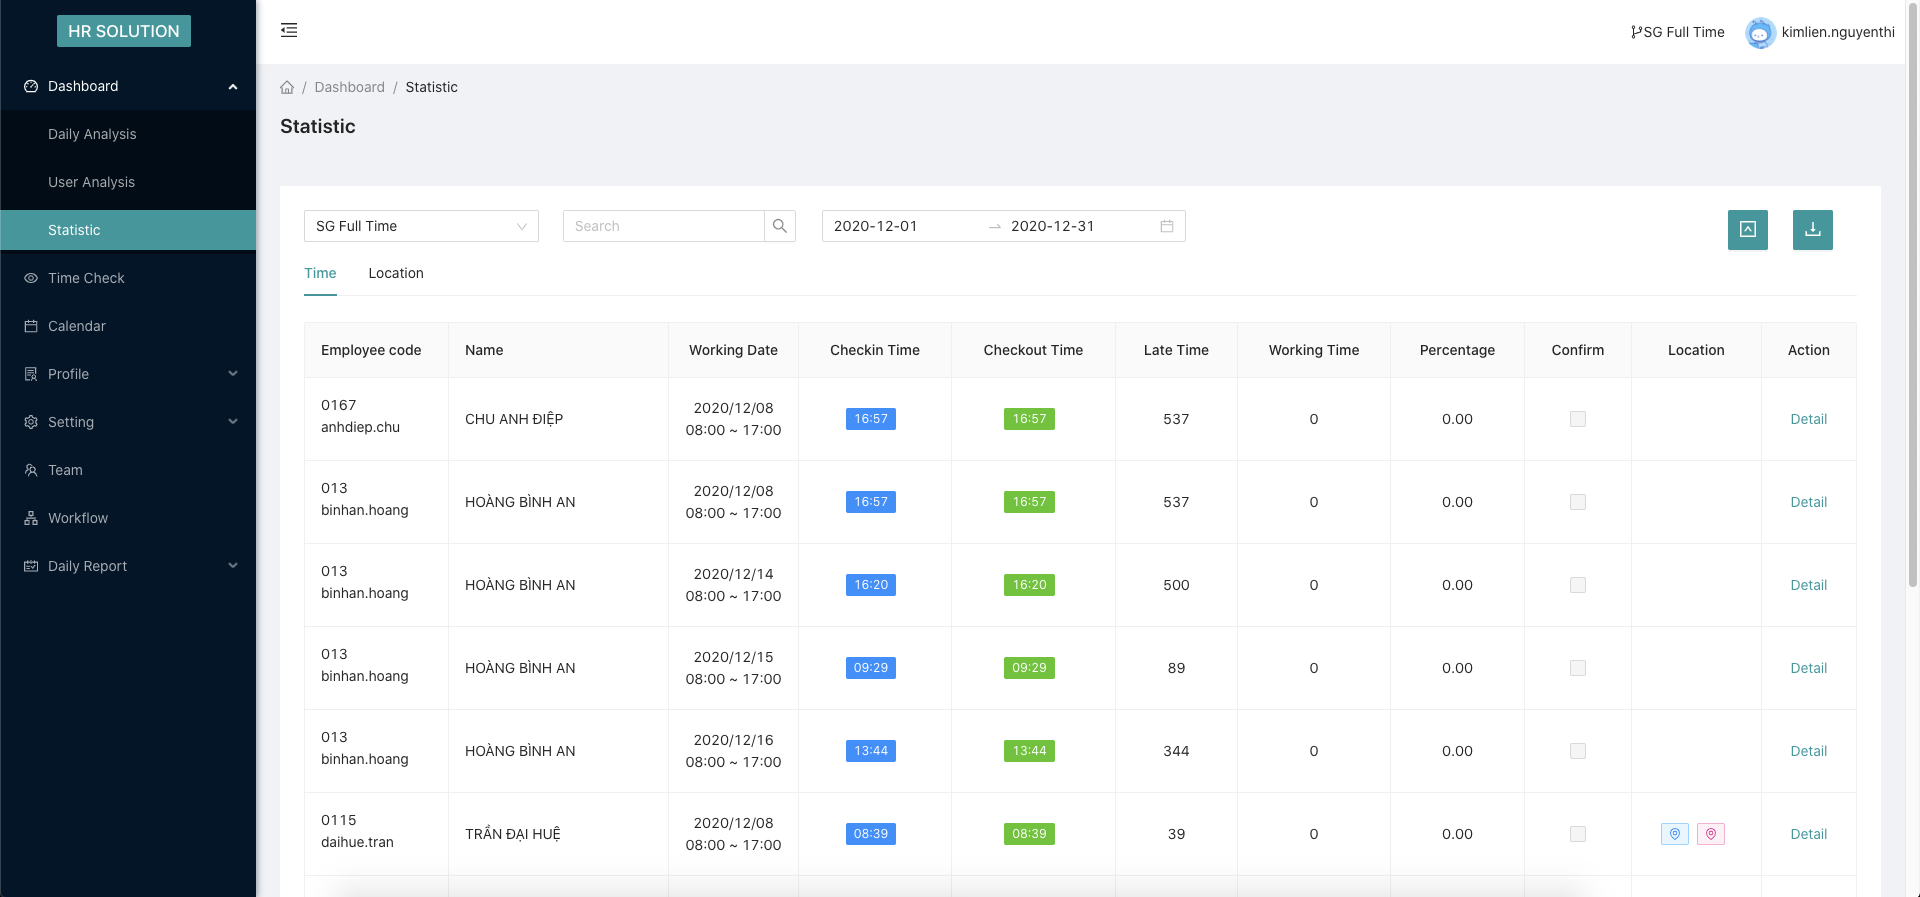 HR SOLUTION
SG Full Time kimlien.nguyenthi
Dashboard
Daily Analysis
User Analysis
Statistic
Time Check
Calendar
Profile
Setting
Team
Workflow
Daily Report
/ Dashboard / Statistic
Statistic
SG Full Time Search 2020-12-01 → 2020-12-31
Time Location
Employee code Name Working Date Checkin Time Checkout Time Late Time Working Time Percentage Confirm Location Action
0167
anhdiep.chu
CHU ANH ĐIỆP
2020/12/08
08:00 ~ 17:00
16:57 16:57 537 0 0.00 Detail
013
binhan.hoang
HOÀNG BÌNH AN
2020/12/08
08:00 ~ 17:00
16:57 16:57 537 0 0.00 Detail
013
binhan.hoang
HOÀNG BÌNH AN
2020/12/14
08:00 ~ 17:00
16:20 16:20 500 0 0.00 Detail
013
binhan.hoang
HOÀNG BÌNH AN
2020/12/15
08:00 ~ 17:00
09:29 09:29 89 0 0.00 Detail
013
binhan.hoang
HOÀNG BÌNH AN
2020/12/16
08:00 ~ 17:00
13:44 13:44 344 0 0.00 Detail
0115
daihue.tran
TRẦN ĐẠI HUỆ
2020/12/08
08:00 ~ 17:00
08:39 08:39 39 0 0.00 Detail